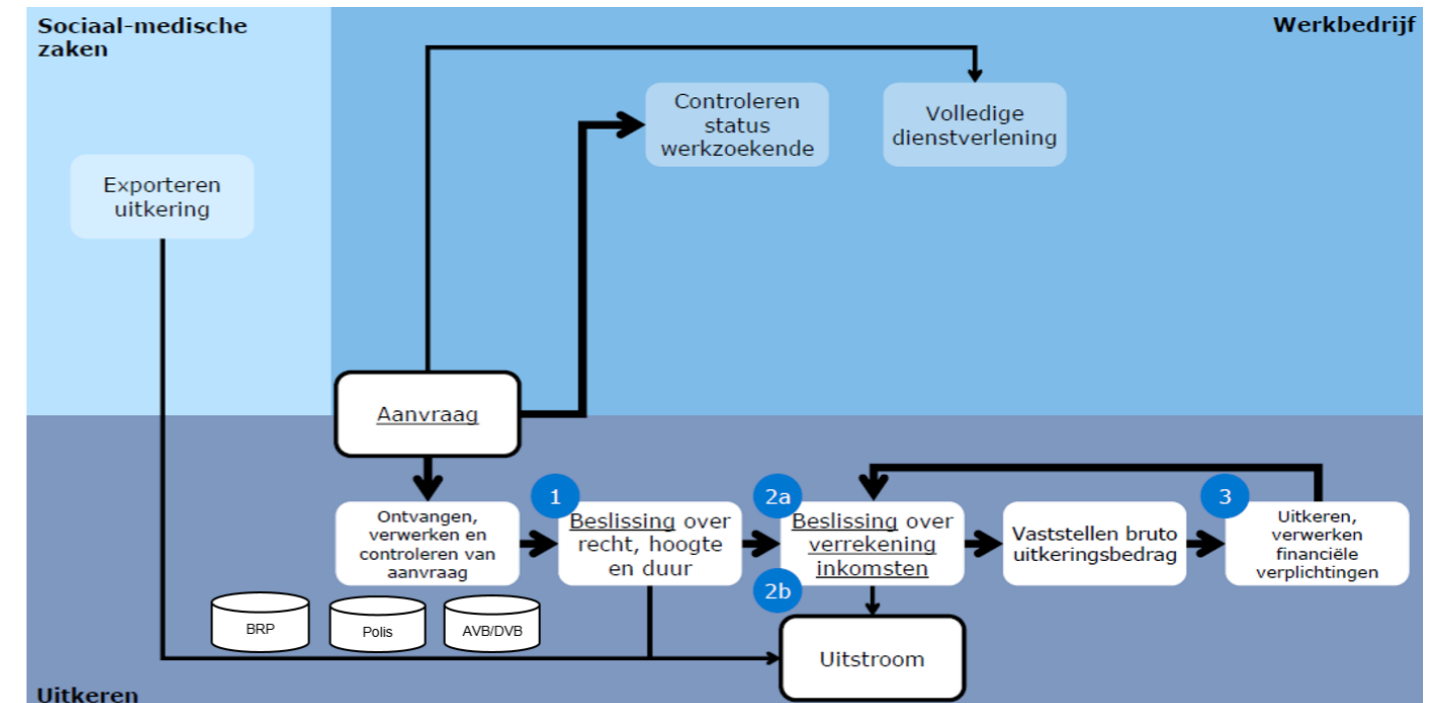 Sociaal-medische
zaken
Werkbedrijf
Controleren
status
werkzoekende
Volledige
dienstverlening
Exporteren
uitkering
Aanvraag
1
2a
3
Ontvangen,
verwerken en
controleren van
aanvraag
Beslissing over
recht, hoogte
en duur
Beslissing over
verrekening
inkomsten
Vaststellen bruto
uitkeringsbedrag
Uitkeren,
verwerken
financiële
verplichtingen
2b
BRP
Polis
AVB/DVB
Uitstroom
Uitkeren